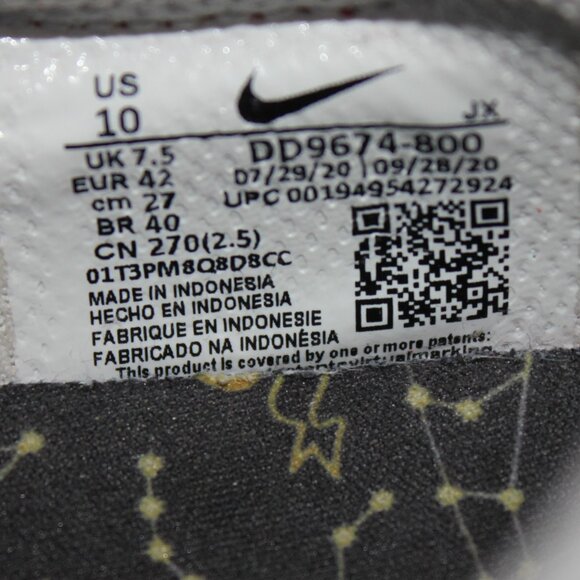 US
10
JX
UK 7.5
EUR 42
cm 27
BR 40
CN 270(2.5)
01T3PM8Q8D8CC
MADE IN INDONESIA
HECHO EN INDONESIA
FABRIQUE EN INDONESIE
FABRICADO NA INDONÉSIA
DD9674-800
07/29/20 09/28/20
UPC 00194954272924
This product is covered by one or more patents: